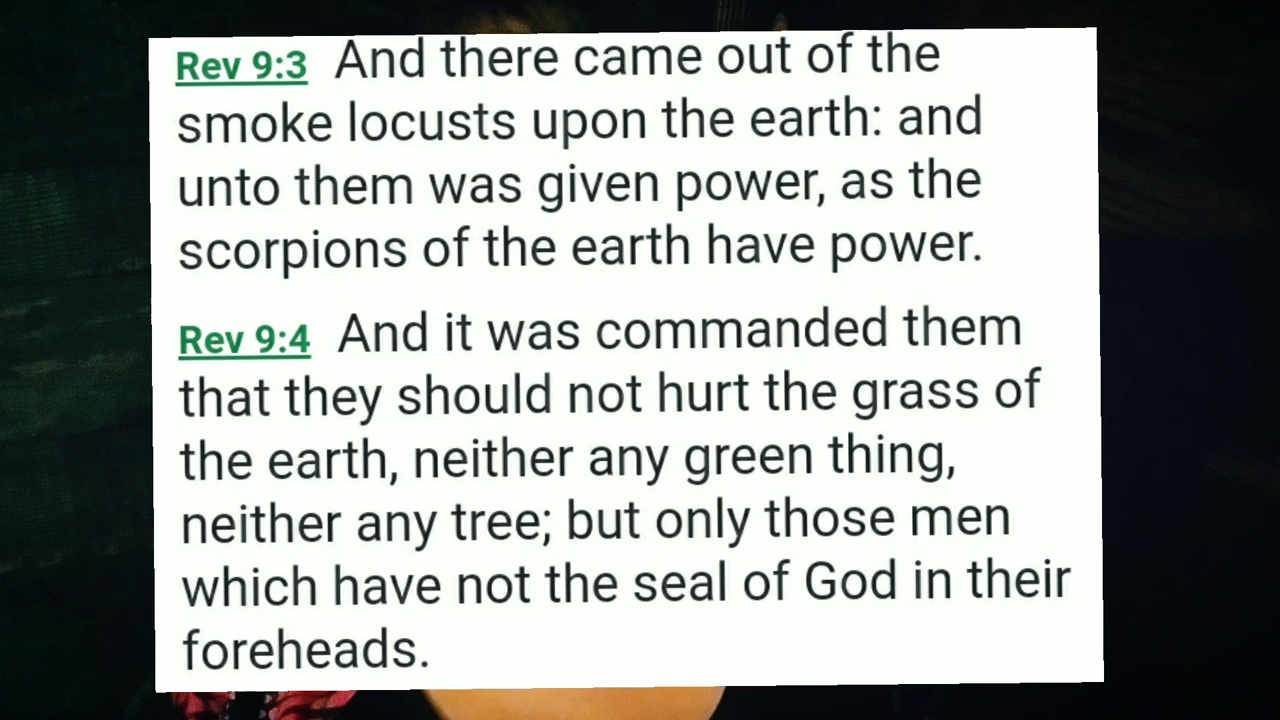 Rev 9:3 And there came out of the
smoke locusts upon the earth: and
unto them was given power, as the
scorpions of the earth have power.
Rev 9:4 And it was commanded them
that they should not hurt the grass of
the earth, neither any green thing,
neither any tree; but only those men
which have not the seal of God in their
foreheads.